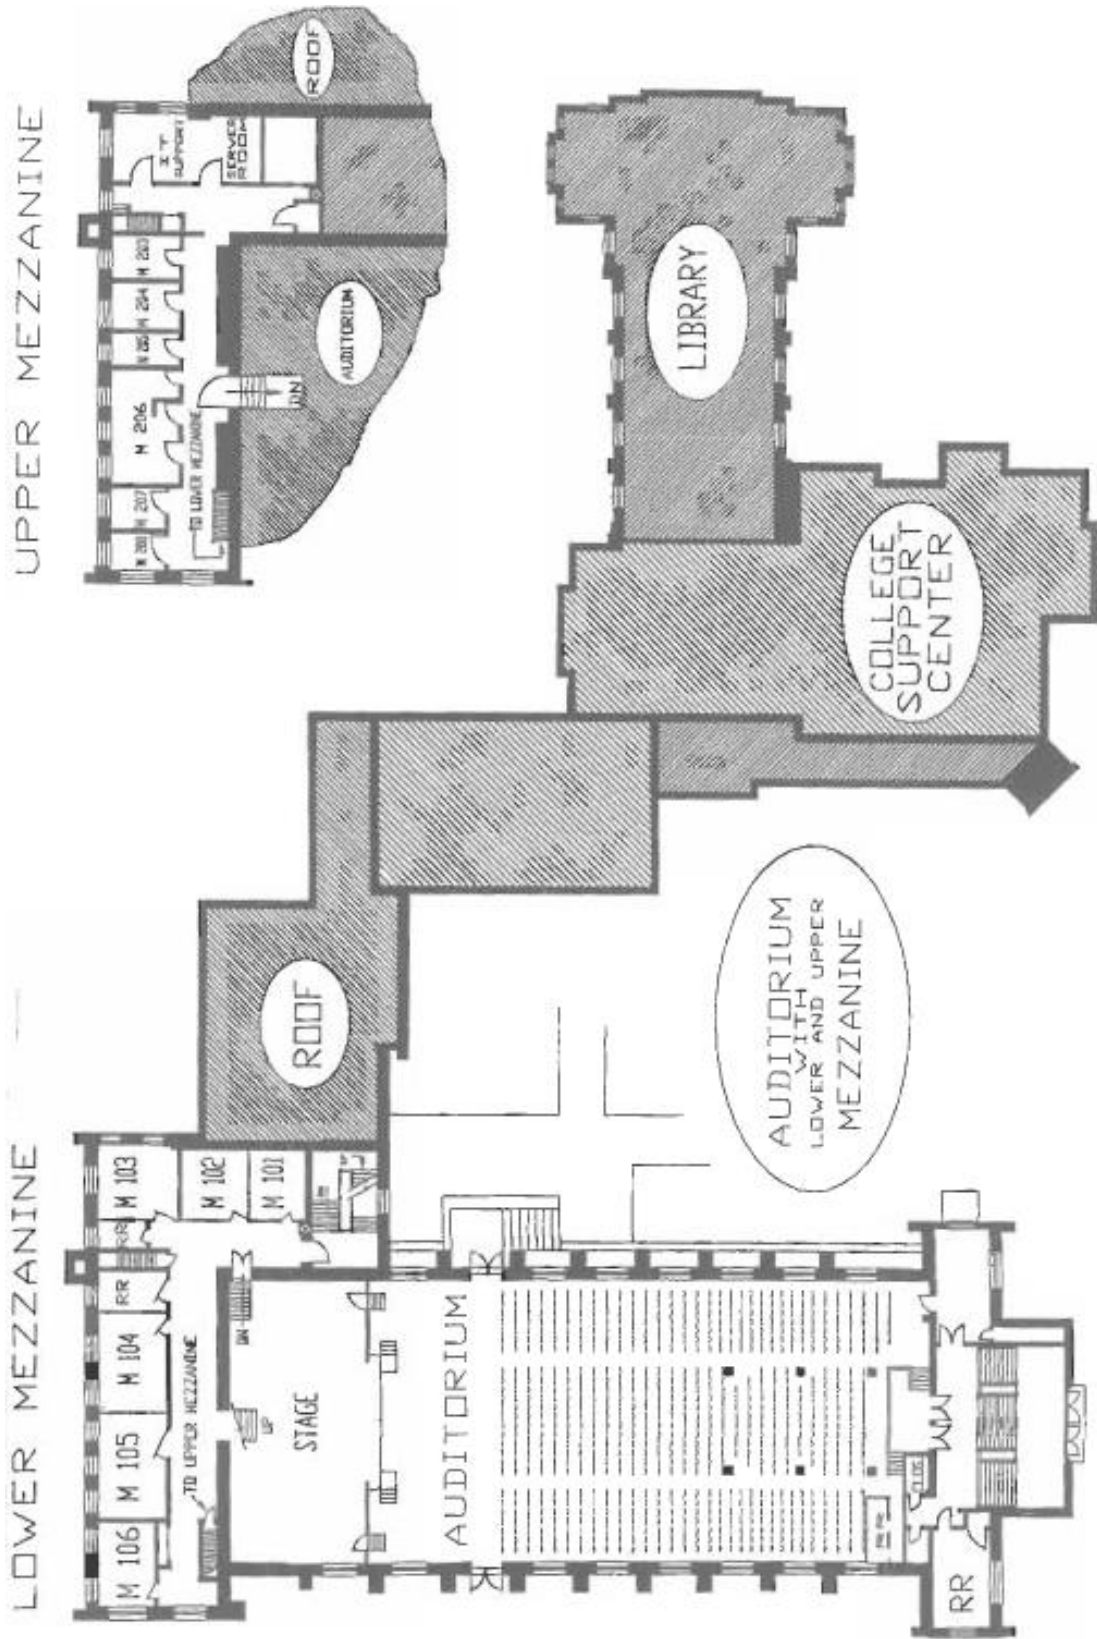 UPPER MEZZANINE
ROOF
IT
SUPPORT
SERVER
ROOM
M 203
M 204
M 205
M 206
M 207
M 208
TO LOWER MEZZANINE
DN
AUDITORIUM
LIBRARY
COLLEGE
SUPPORT
CENTER
LOWER MEZZANINE
ROOF
M 103
M 102
M 101
RR
RR
M 104
M 105
M 106
TO UPPER MEZZANINE
DN
UP
STAGE
AUDITORIUM
CLOS
RR
AUDITORIUM
WITH
LOWER AND UPPER
MEZZANINE